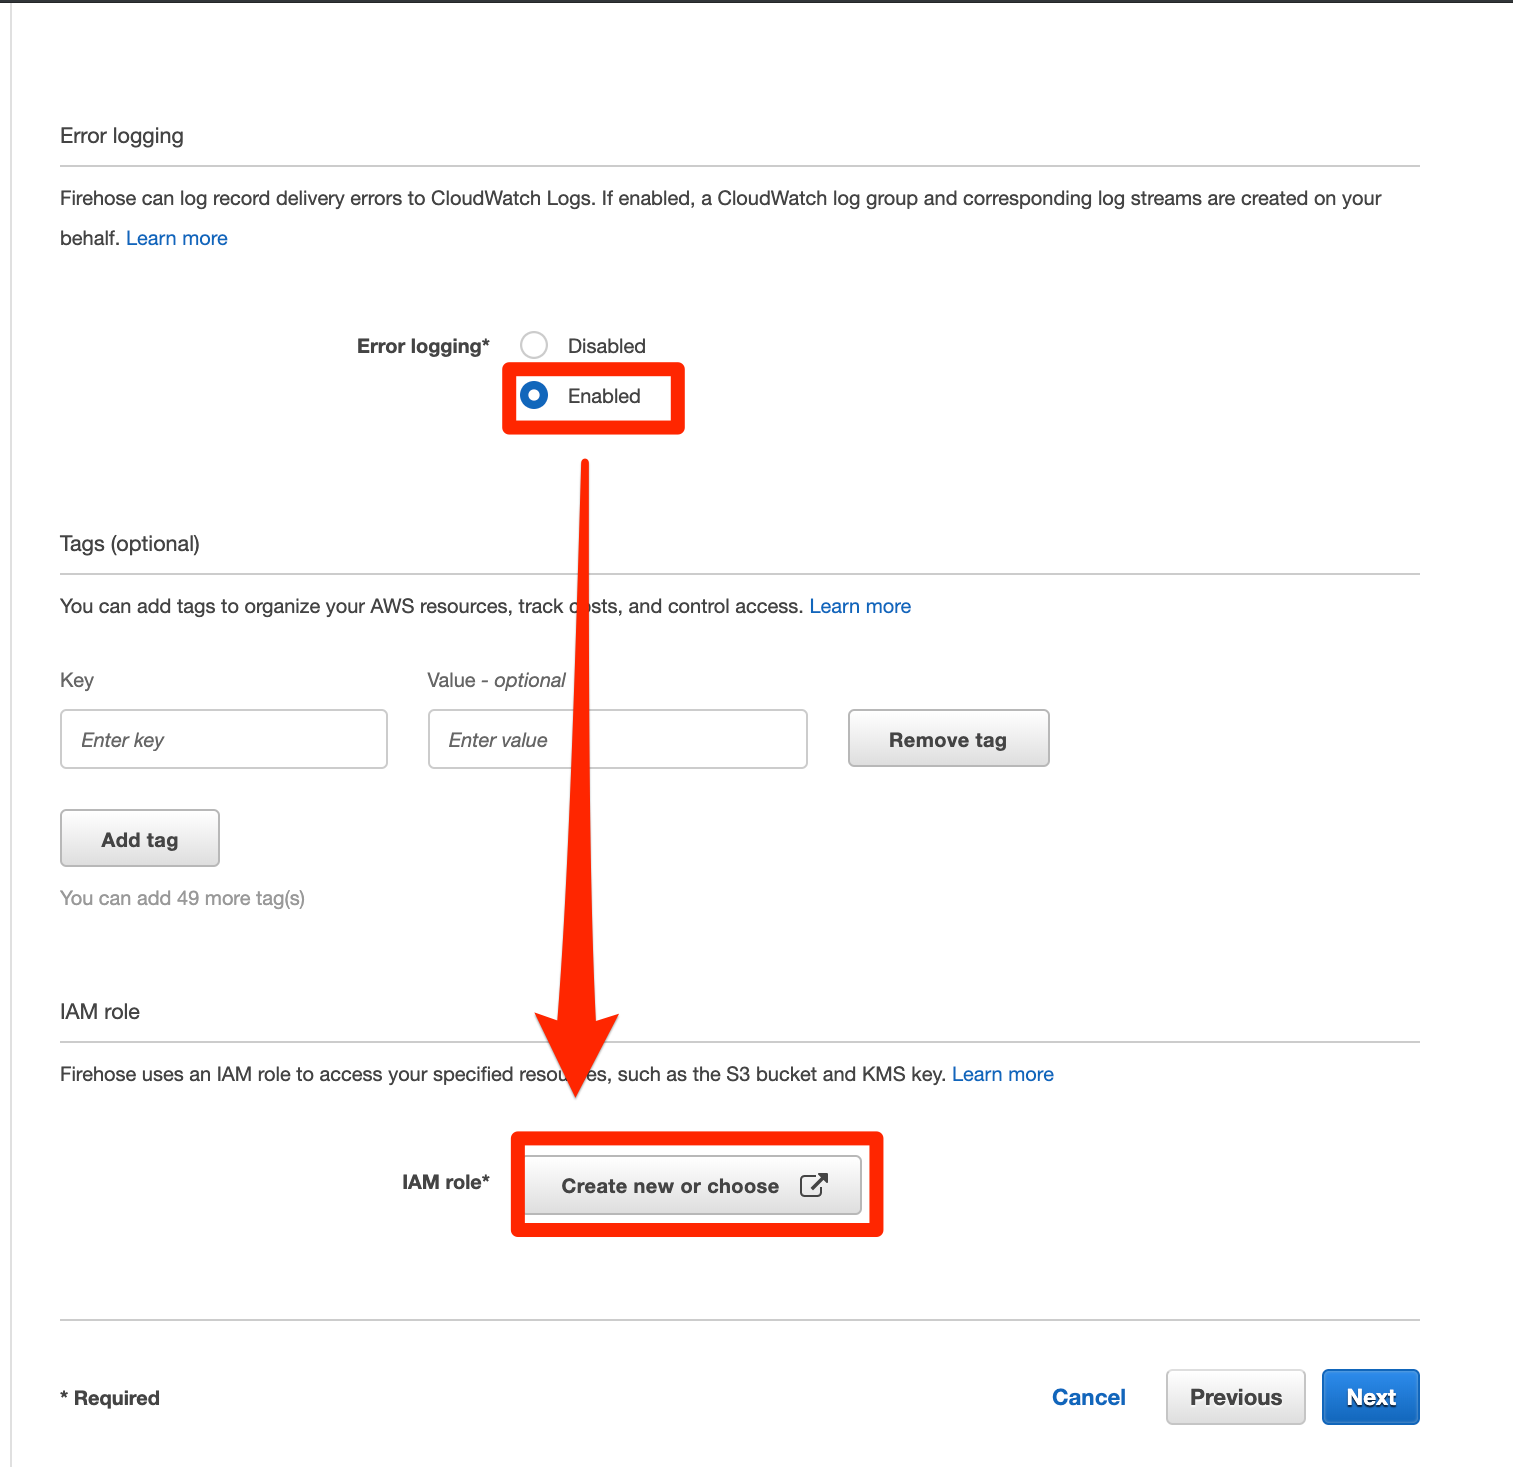 Error logging
Firehose can log record delivery errors to CloudWatch Logs. If enabled, a CloudWatch log group and corresponding log streams are created on your
behalf. Learn more
Error logging* Disabled
Enabled
Tags (optional)
You can add tags to organize your AWS resources, track costs, and control access. Learn more
Key Value - optional
Enter key Enter value Remove tag
Add tag
You can add 49 more tag(s)
IAM role
Firehose uses an IAM role to access your specified resources, such as the S3 bucket and KMS key. Learn more
IAM role* Create new or choose
* Required Cancel Previous Next